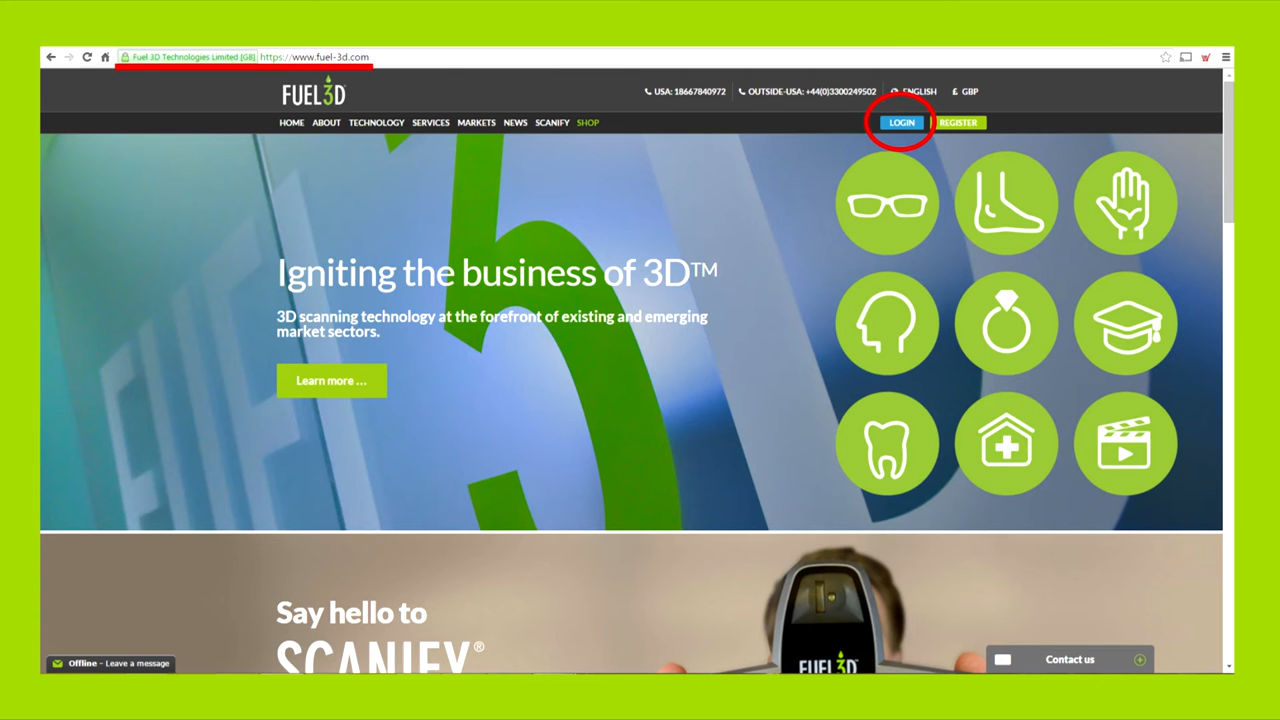 Fuel 3D Technologies Limited [GB] https://www.fuel-3d.com
FUEL3D
USA: 18667840972 OUTSIDE-USA: +44(0)3300249502 ENGLISH £ GBP
HOME ABOUT TECHNOLOGY SERVICES MARKETS NEWS SCANIFY SHOP LOGIN REGISTER
Igniting the business of 3D™
3D scanning technology at the forefront of existing and emerging
market sectors.
Learn more ...
Say hello to
SCANIFY®
FUEL3D
Offline - Leave a message
Contact us